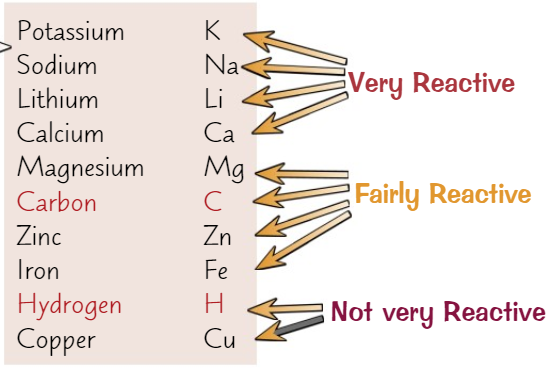 Potassium K
Sodium Na
Lithium Li
Very Reactive
Calcium Ca
Magnesium Mg
Carbon C
Fairly Reactive
Zinc Zn
Iron Fe
Hydrogen H
Not very Reactive
Copper Cu